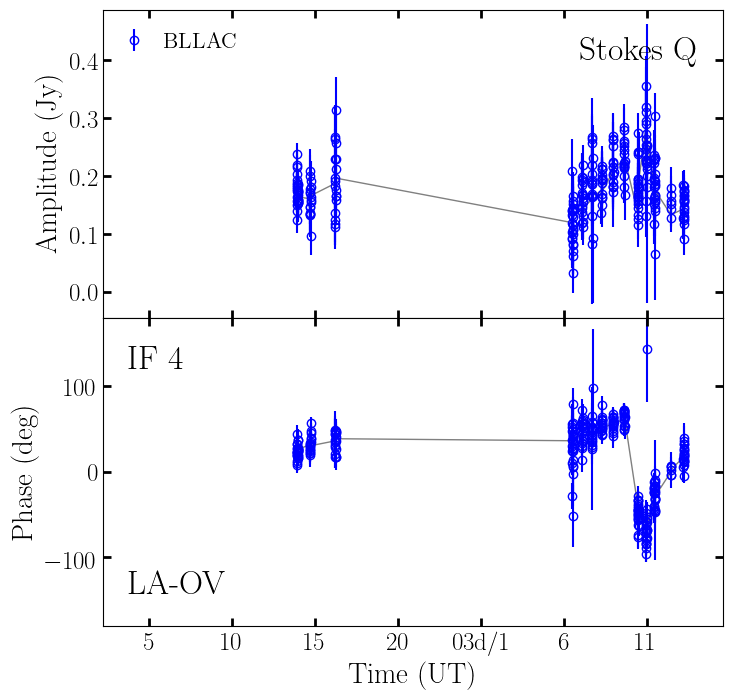 BLLAC
Stokes Q
0.4
0.3
0.2
0.1
0.0
Amplitude (Jy)
IF 4
100
0
−100
Phase (deg)
LA-OV
5 10 15 20 03d/1 6 11
Time (UT)